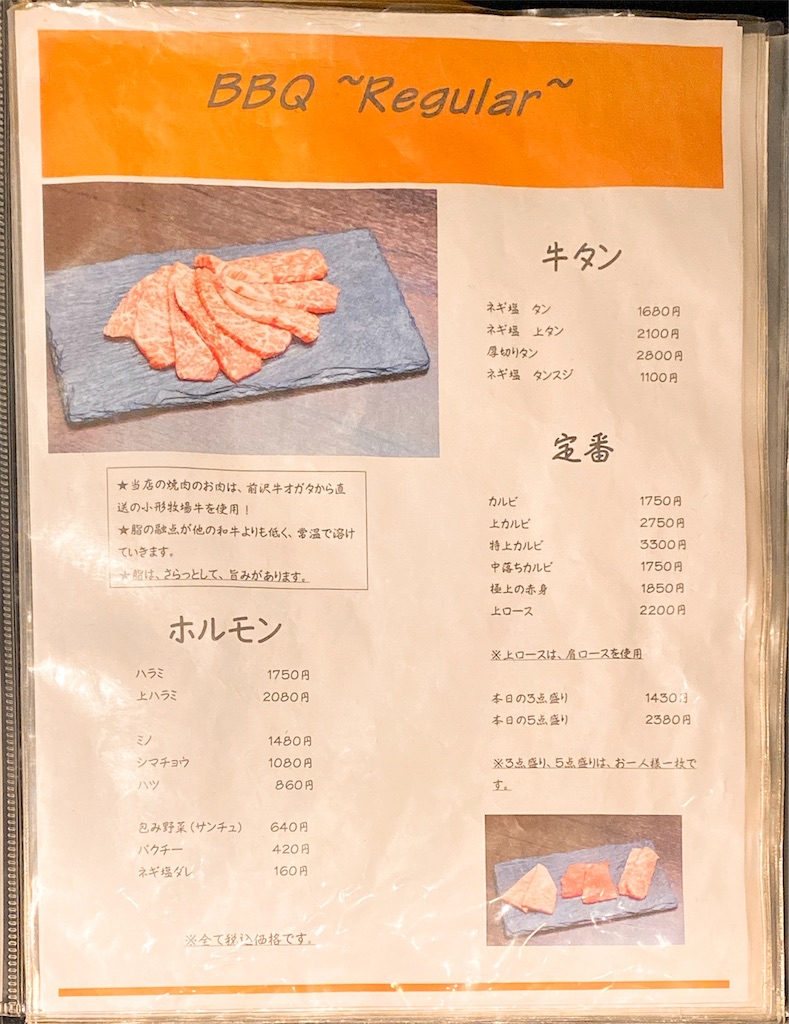 BBQ ~Regular~
牛タン
ネギ塩 タン 1680円
ネギ塩 上タン 2100円
厚切りタン 2800円
ネギ塩 タンスジ 1100円
定番
カルビ 1750円
上カルビ 2750円
特上カルビ 3300円
中落ちカルビ 1750円
極上の赤身 1850円
上ロース 2200円
※上ロースは、肩ロースを使用
本日の3点盛り 1430円
本日の5点盛り 2380円
※3点盛り、5点盛りは、お一人様一枚で
す。
★当店の焼肉のお肉は、前沢牛オガタから直
送の小形牧場牛を使用！
★脂の融点が他の和牛よりも低く、常温で溶け
ていきます。
★脂は、さらっとして、旨みがあります。
ホルモン
ハラミ 1750円
上ハラミ 2080円
ミノ 1480円
シマチョウ 1080円
ハツ 860円
包み野菜(サンチュ) 640円
パクチー 420円
ネギ塩ダレ 160円
※全て税込価格です。